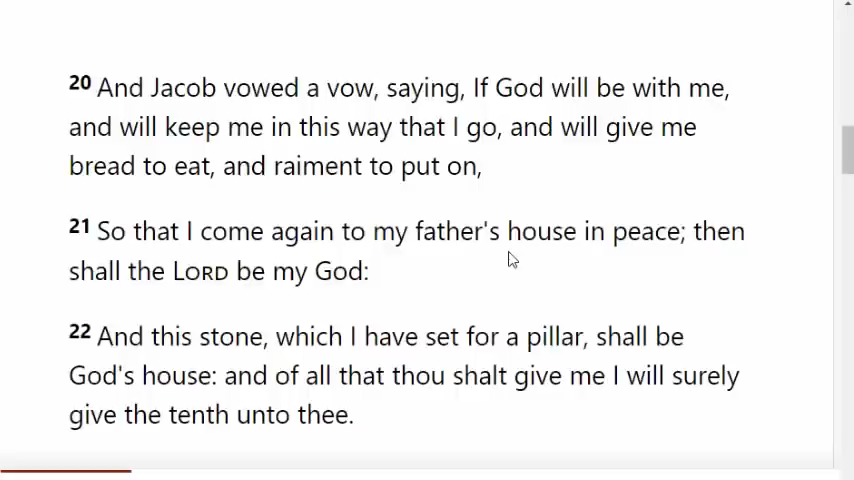 20 And Jacob vowed a vow, saying, If God will be with me,
and will keep me in this way that I go, and will give me
bread to eat, and raiment to put on,
21 So that I come again to my father's house in peace; then
shall the LORD be my God:
22 And this stone, which I have set for a pillar, shall be
God's house: and of all that thou shalt give me I will surely
give the tenth unto thee.